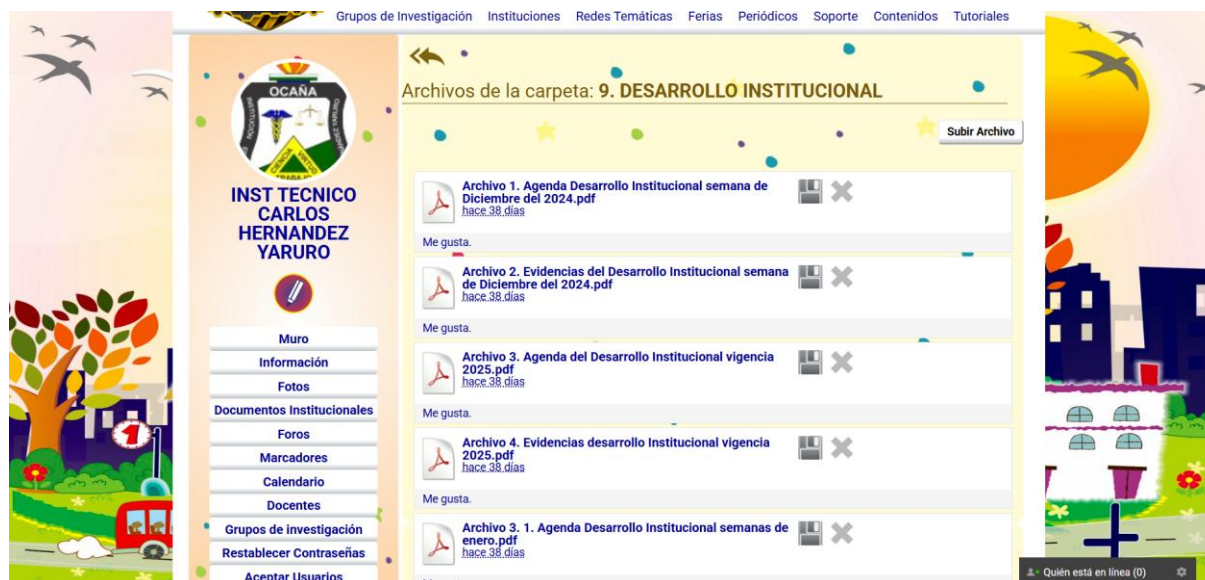 Grupos de Investigación Instituciones Redes Temáticas Ferias Periódicos Soporte Contenidos Tutoriales
OCAÑA
CIENCIA
VIRTUD
TRABAJO
INST TECNICO
CARLOS
HERNANDEZ
YARURO
Muro
Información
Fotos
Documentos Institucionales
Foros
Marcadores
Calendario
Docentes
Grupos de investigación
Restablecer Contraseñas
Aceptar Usuarios
Archivos de la carpeta: 9. DESARROLLO INSTITUCIONAL
Subir Archivo
Archivo 1. Agenda Desarrollo Institucional semana de
Diciembre del 2024.pdf
hace 38 días
Me gusta.
Archivo 2. Evidencias del Desarrollo Institucional semana
de Diciembre del 2024.pdf
hace 38 días
Me gusta.
Archivo 3. Agenda del Desarrollo Institucional vigencia
2025.pdf
hace 38 días
Me gusta.
Archivo 4. Evidencias desarrollo Institucional vigencia
2025.pdf
hace 38 días
Me gusta.
Archivo 3. 1. Agenda Desarrollo Institucional semanas de
enero.pdf
hace 38 días
Quién está en línea (0)